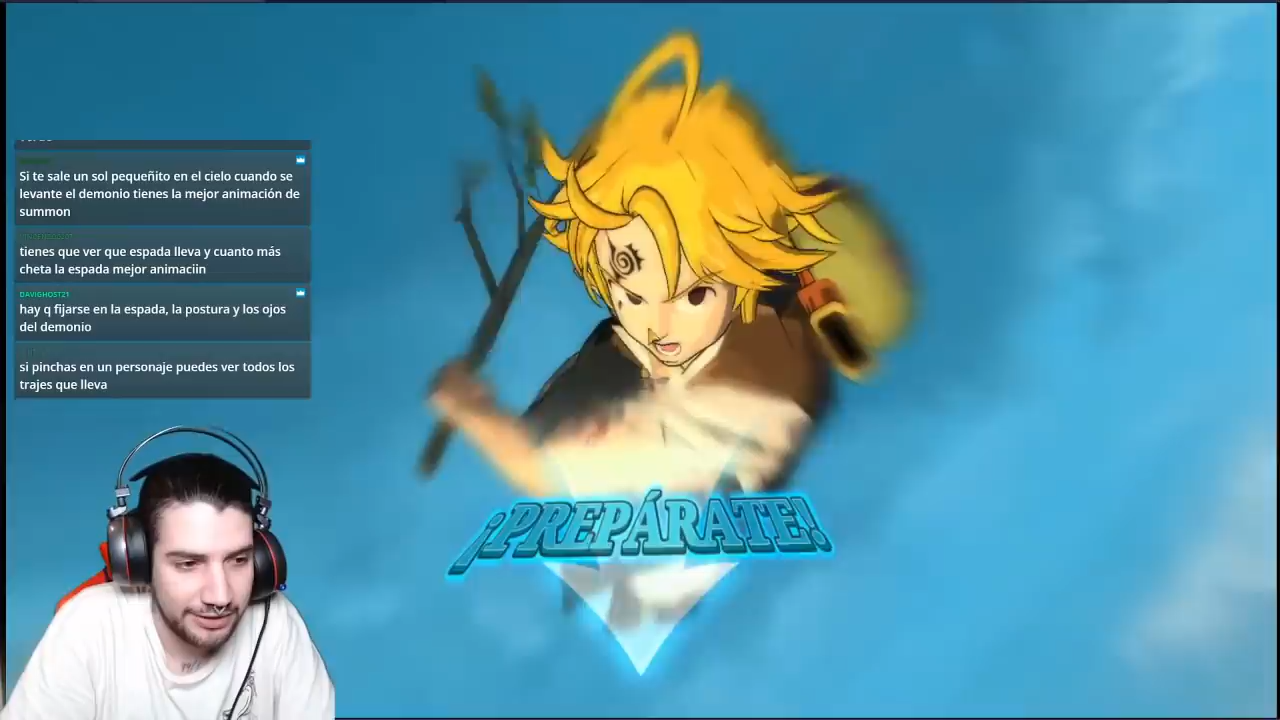 Si te sale un sol pequeñito en el cielo cuando se
levante el demonio tienes la mejor animación de
summon
tienes que ver que espada lleva y cuanto más
cheta la espada mejor animaciin
DAVIGHOST21
hay q fijarse en la espada, la postura y los ojos
del demonio
si pinchas en un personaje puedes ver todos los
trajes que lleva
¡PREPÁRATE!